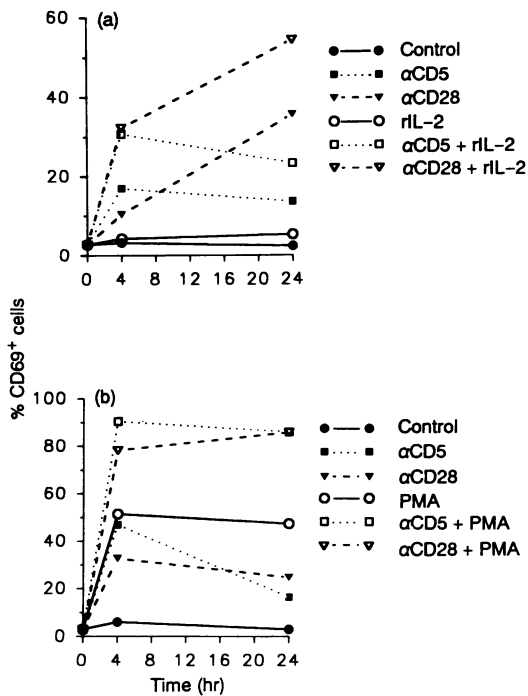 (a)
60
40
20
0
0 4 8 12 16 20 24
Control
αCD5
αCD28
rIL-2
αCD5 + rIL-2
αCD28 + rIL-2
% CD69+ cells
(b)
100
80
60
40
20
0
0 4 8 12 16 20 24
Time (hr)
Control
αCD5
αCD28
PMA
αCD5 + PMA
αCD28 + PMA